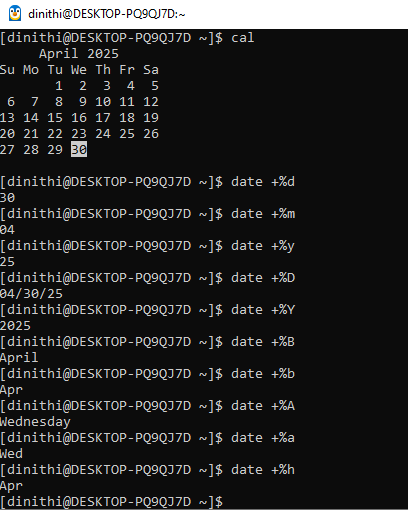 dinithi@DESKTOP-PQ9QJ7D:~
[dinithi@DESKTOP-PQ9QJ7D ~]$ cal
     April 2025
Su Mo Tu We Th Fr Sa
       1  2  3  4  5
 6  7  8  9 10 11 12
13 14 15 16 17 18 19
20 21 22 23 24 25 26
27 28 29 30
[dinithi@DESKTOP-PQ9QJ7D ~]$ date +%d
30
[dinithi@DESKTOP-PQ9QJ7D ~]$ date +%m
04
[dinithi@DESKTOP-PQ9QJ7D ~]$ date +%y
25
[dinithi@DESKTOP-PQ9QJ7D ~]$ date +%D
04/30/25
[dinithi@DESKTOP-PQ9QJ7D ~]$ date +%Y
2025
[dinithi@DESKTOP-PQ9QJ7D ~]$ date +%B
April
[dinithi@DESKTOP-PQ9QJ7D ~]$ date +%b
Apr
[dinithi@DESKTOP-PQ9QJ7D ~]$ date +%A
Wednesday
[dinithi@DESKTOP-PQ9QJ7D ~]$ date +%a
Wed
[dinithi@DESKTOP-PQ9QJ7D ~]$ date +%h
Apr
[dinithi@DESKTOP-PQ9QJ7D ~]$